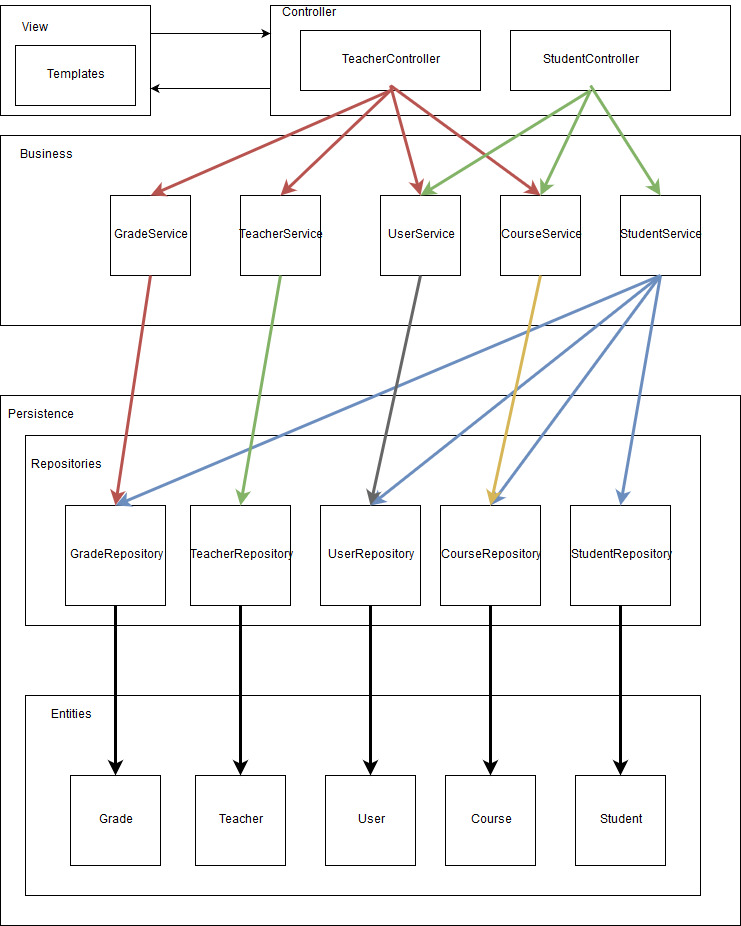 View
Controller
Templates
TeacherController
StudentController
Business
GradeService
TeacherService
UserService
CourseService
StudentService
Persistence
Repositories
GradeRepository
TeacherRepository
UserRepository
CourseRepository
StudentRepository
Entities
Grade
Teacher
User
Course
Student